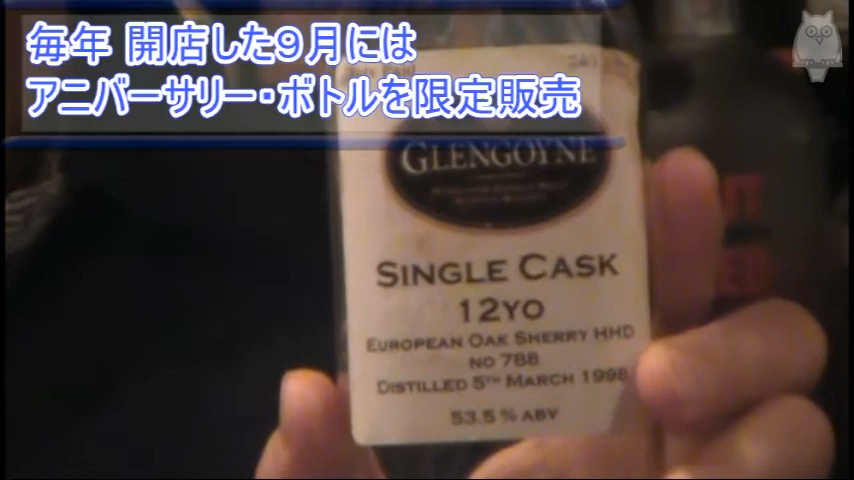 毎年 開店した9月には
アニバーサリー・ボトルを限定販売
GLENGOYNE
SINGLE CASK
12YO
EUROPEAN OAK SHERRY HHD
NO 788
DISTILLED 5TH MARCH 1998
53.5% ABV